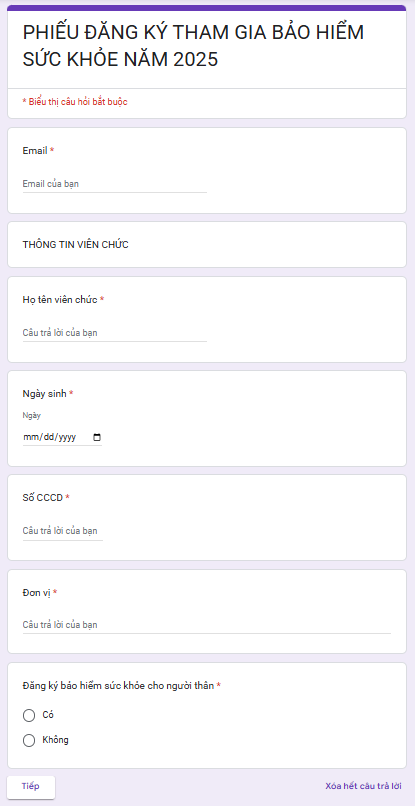 PHIẾU ĐĂNG KÝ THAM GIA BẢO HIỂM
SỨC KHỎE NĂM 2025
* Biểu thị câu hỏi bắt buộc
Email *
Email của bạn
THÔNG TIN VIÊN CHỨC
Họ tên viên chức *
Câu trả lời của bạn
Ngày sinh *
Ngày
mm/dd/yyyy
Số CCCD *
Câu trả lời của bạn
Đơn vị *
Câu trả lời của bạn
Đăng ký bảo hiểm sức khỏe cho người thân *
Có
Không
Tiếp
Xóa hết câu trả lời